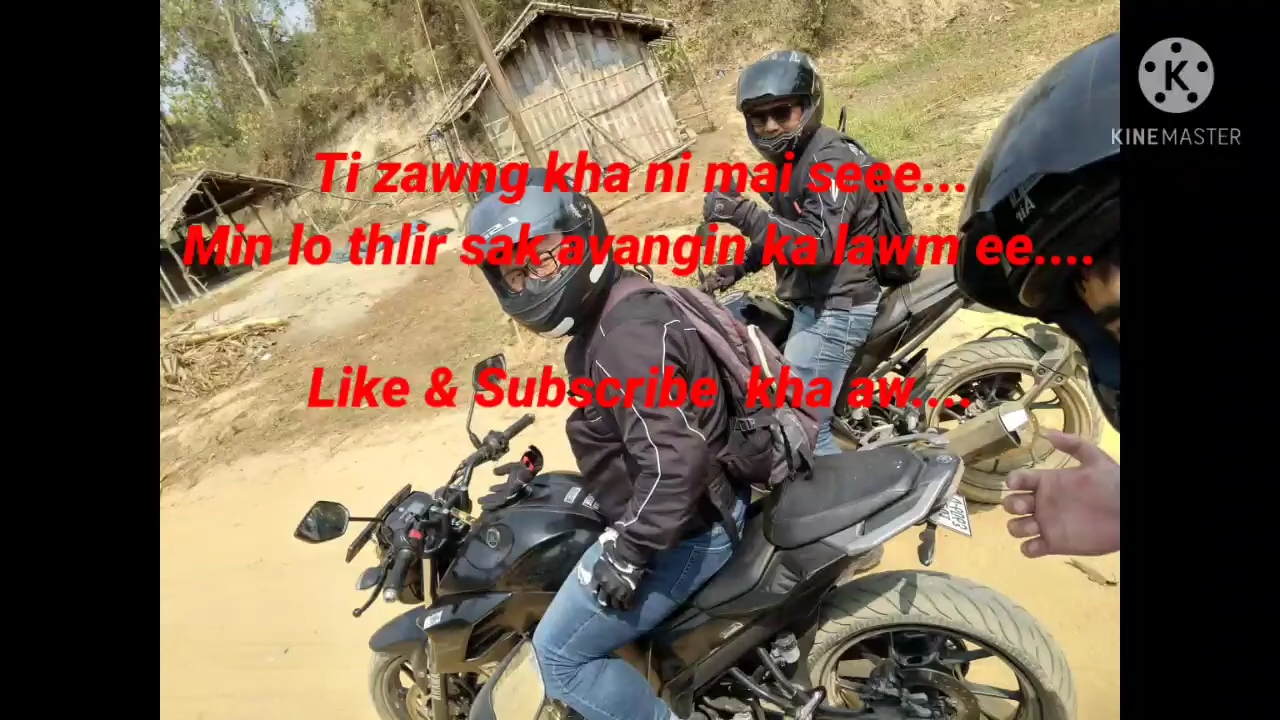 K
KINEMASTER
Ti zawng kha ni mai seee...
Min lo thlir sak avangin ka lawm ee....
Like & Subscribe kha aw....